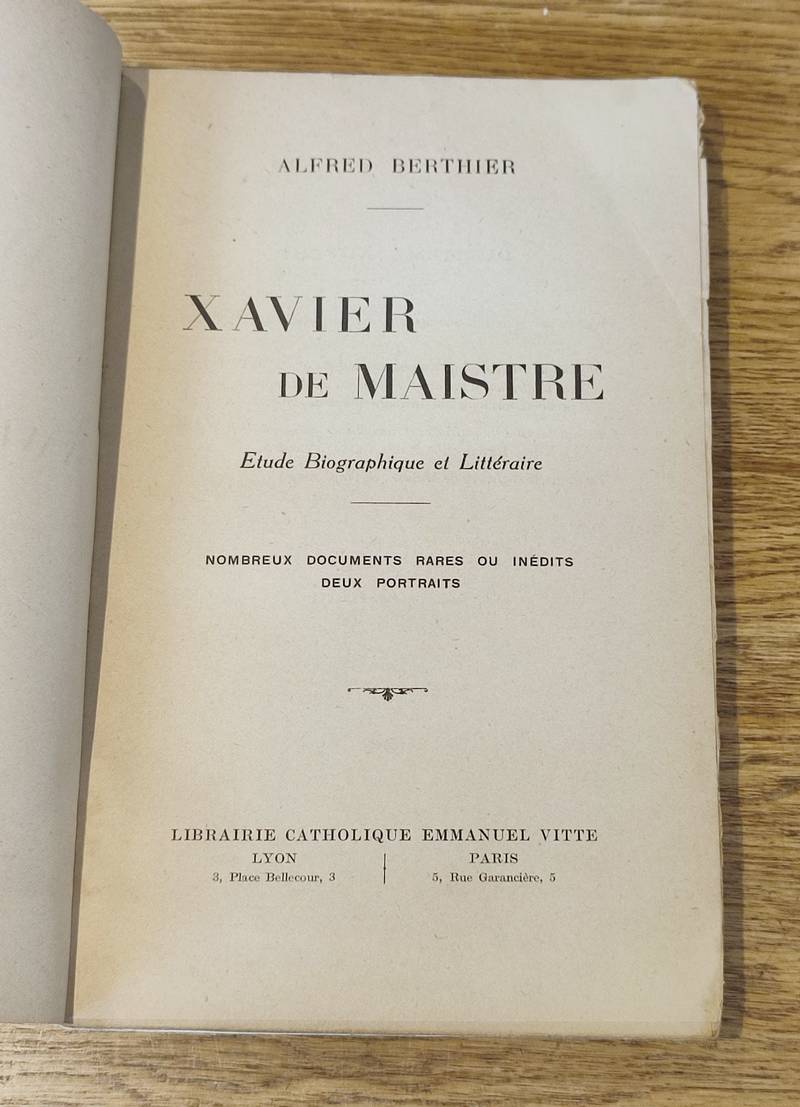 ALFRED BERTHIER
XAVIER
DE MAISTRE
Etude Biographique et Littéraire
NOMBREUX DOCUMENTS RARES OU INÉDITS
DEUX PORTRAITS
LIBRAIRIE CATHOLIQUE EMMANUEL VITTE
LYON
3, Place Bellecour, 3
PARIS
5, Rue Garancière, 5